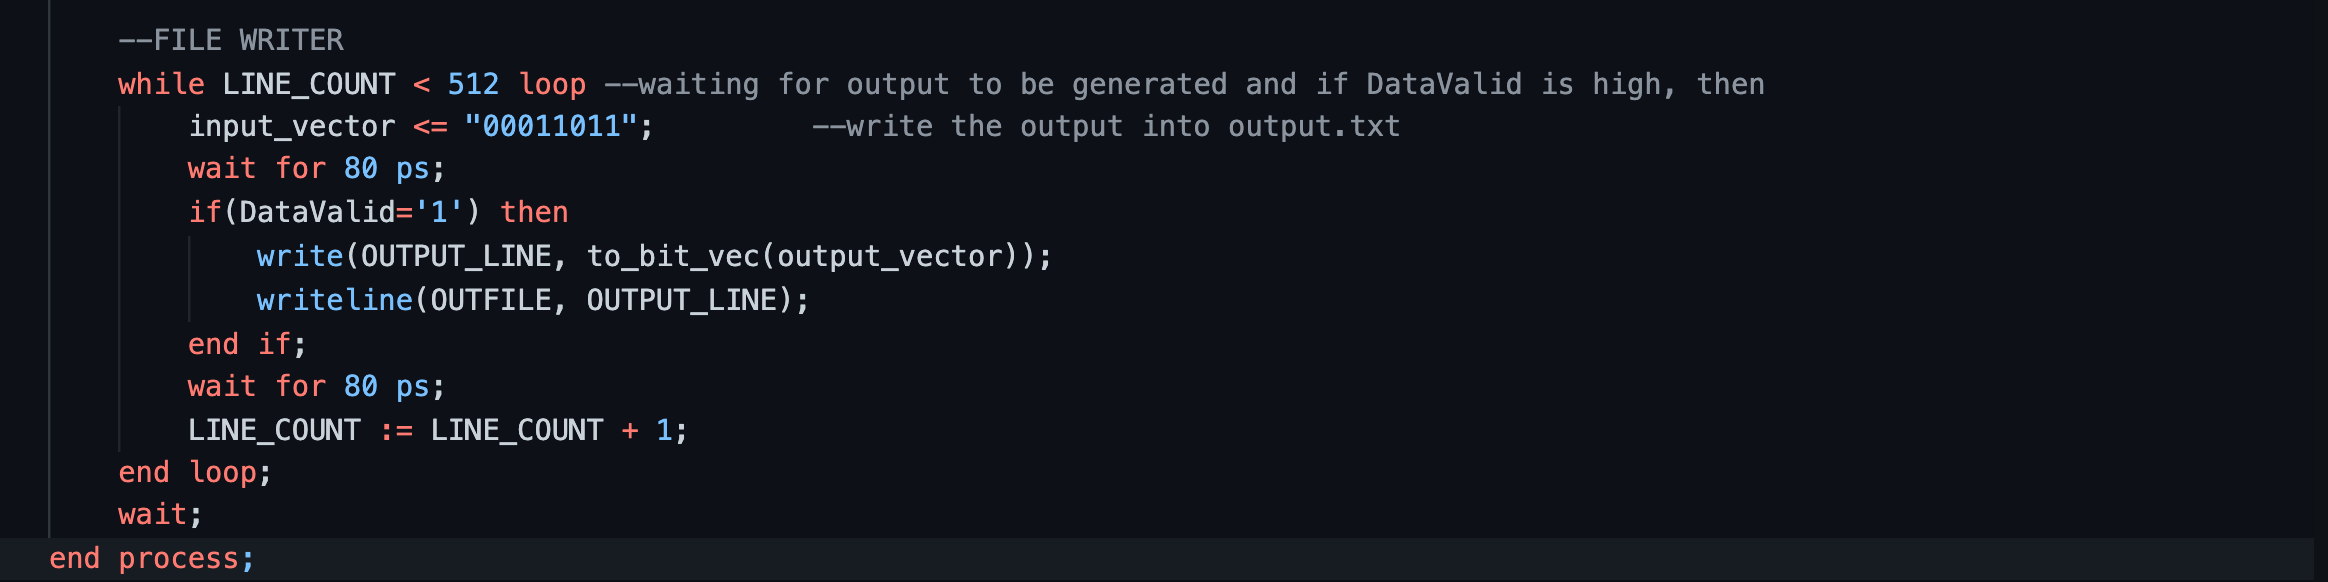 --FILE WRITER
while LINE_COUNT < 512 loop --waiting for output to be generated and if DataValid is high, then
input_vector <= "00011011";         --write the output into output.txt
wait for 80 ps;
if(DataValid='1') then
write(OUTPUT_LINE, to_bit_vec(output_vector));
writeline(OUTFILE, OUTPUT_LINE);
end if;
wait for 80 ps;
LINE_COUNT := LINE_COUNT + 1;
end loop;
wait;
end process;